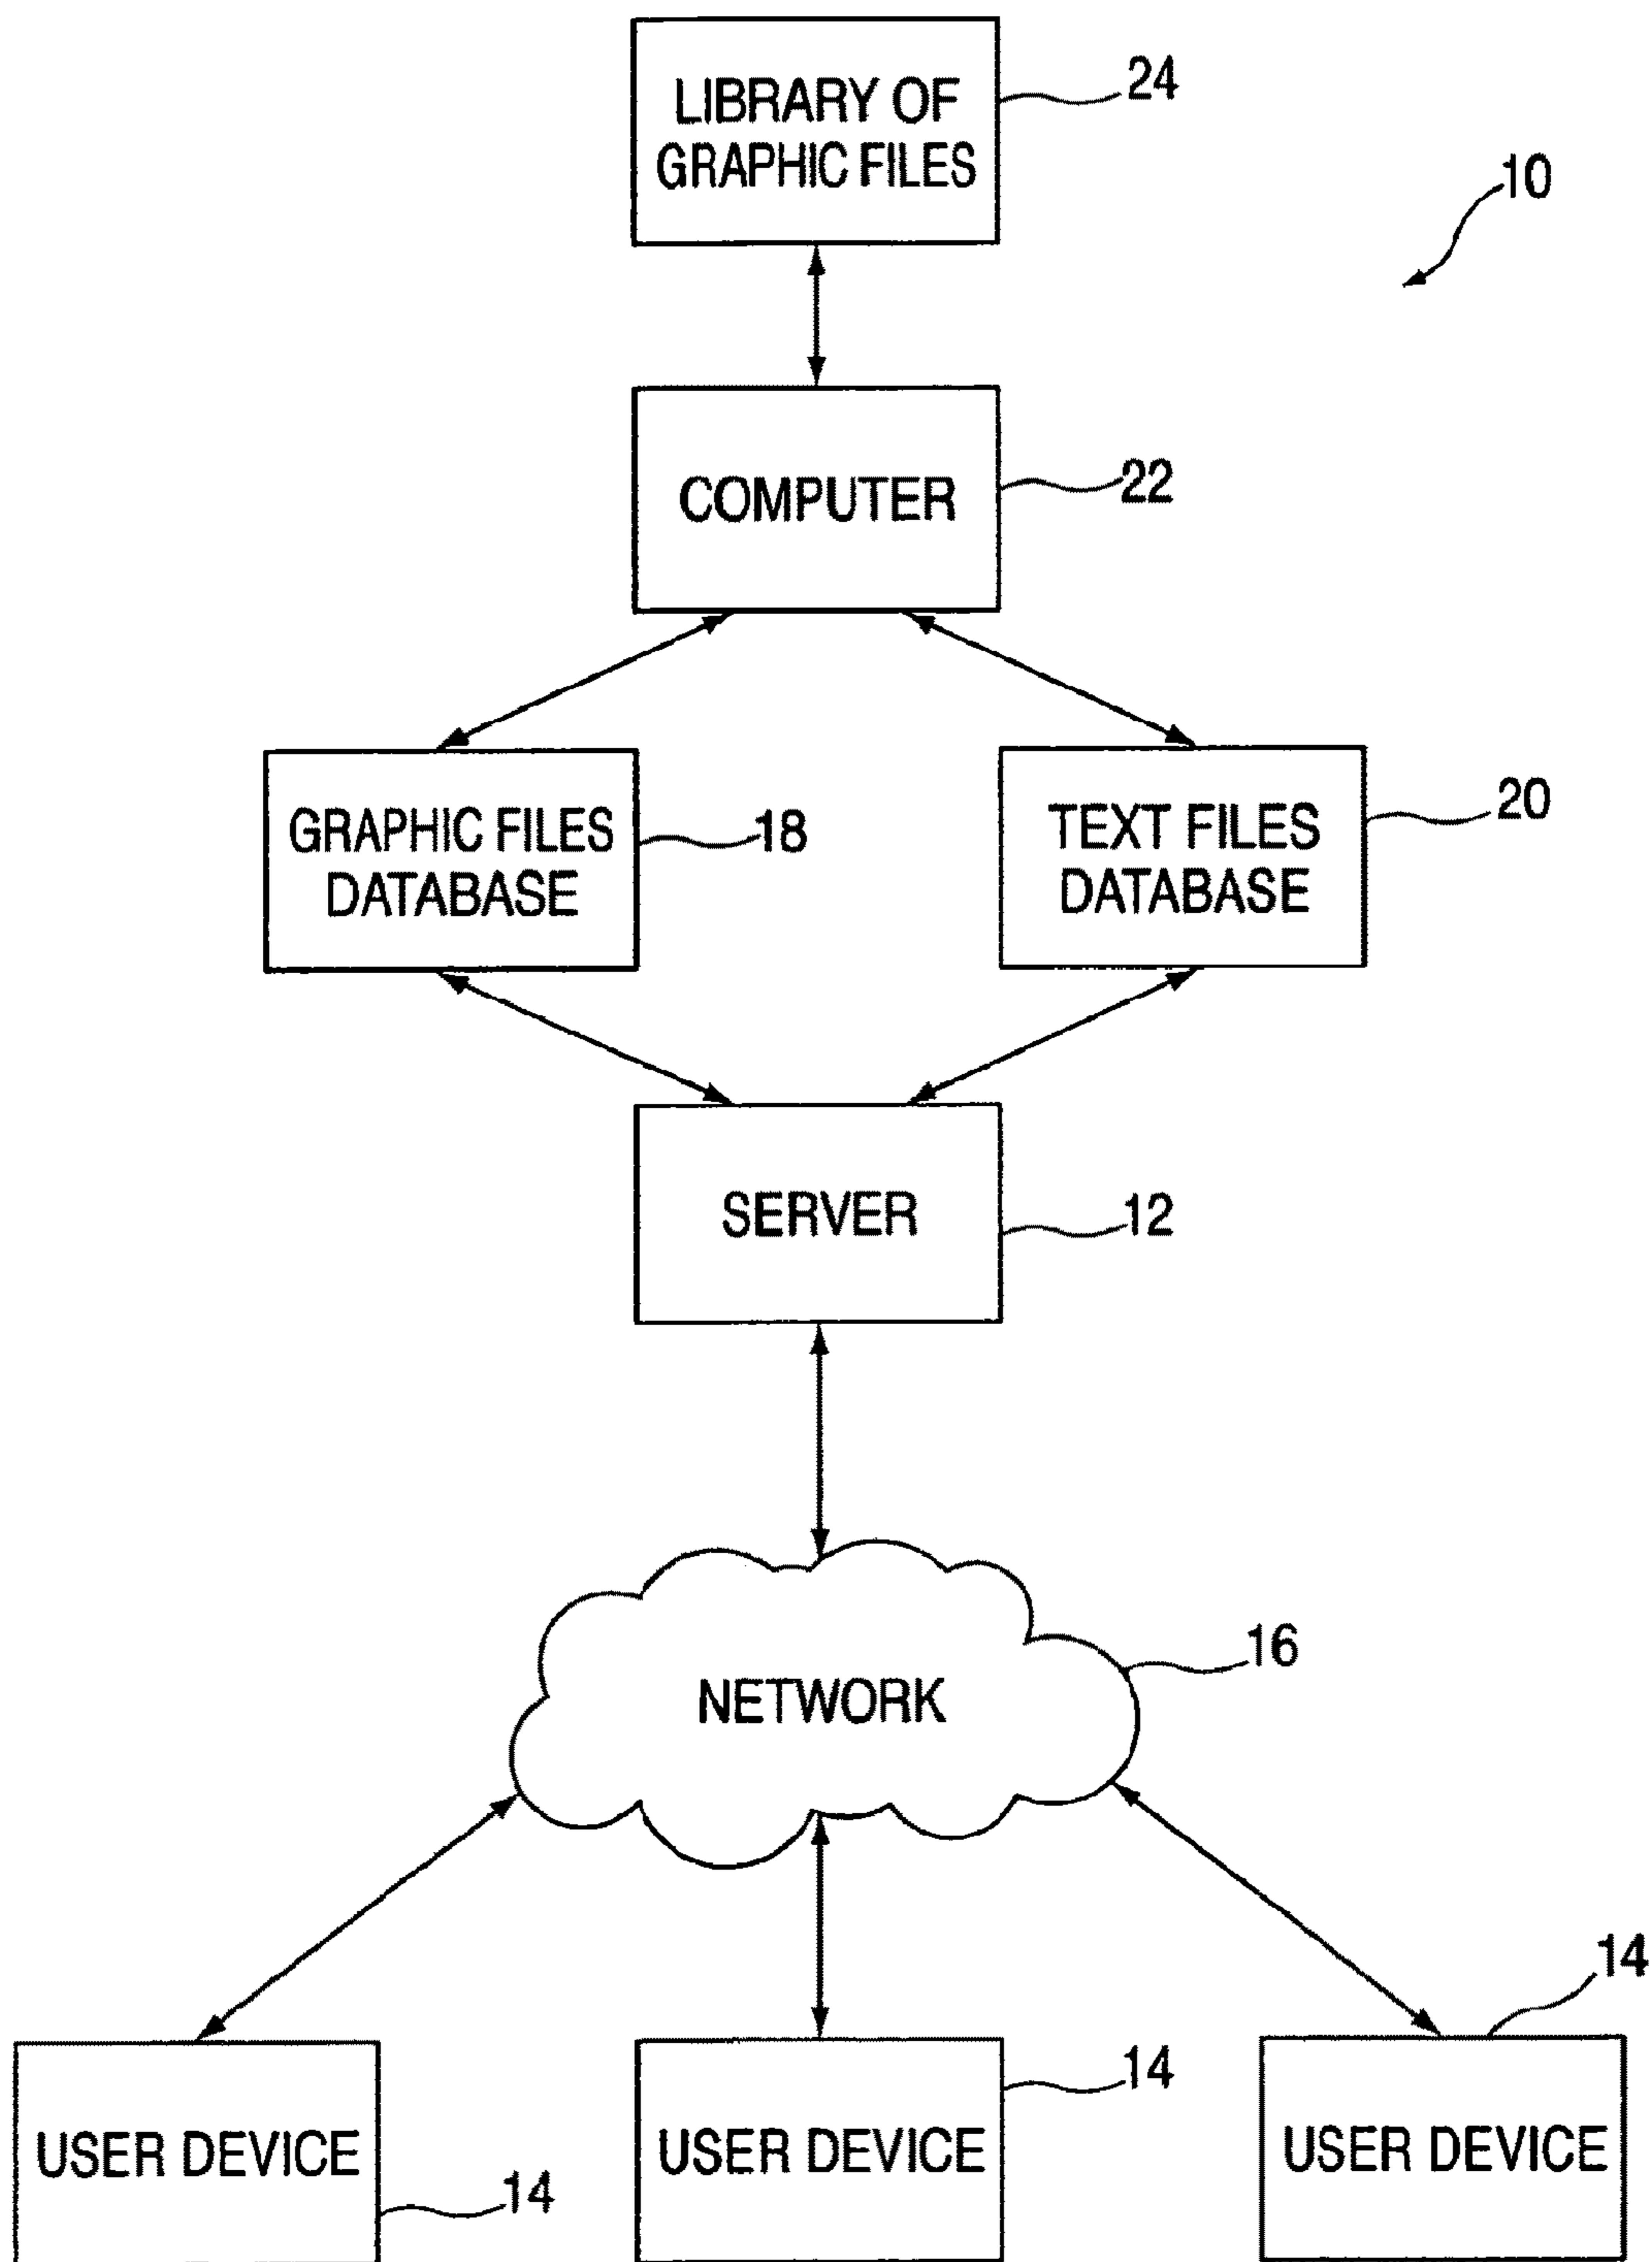 LIBRARY OF
GRAPHIC FILES
24
10
COMPUTER
22
GRAPHIC FILES
DATABASE
18
TEXT FILES
DATABASE
20
SERVER
12
NETWORK
16
USER DEVICE
14
USER DEVICE
14
USER DEVICE
14